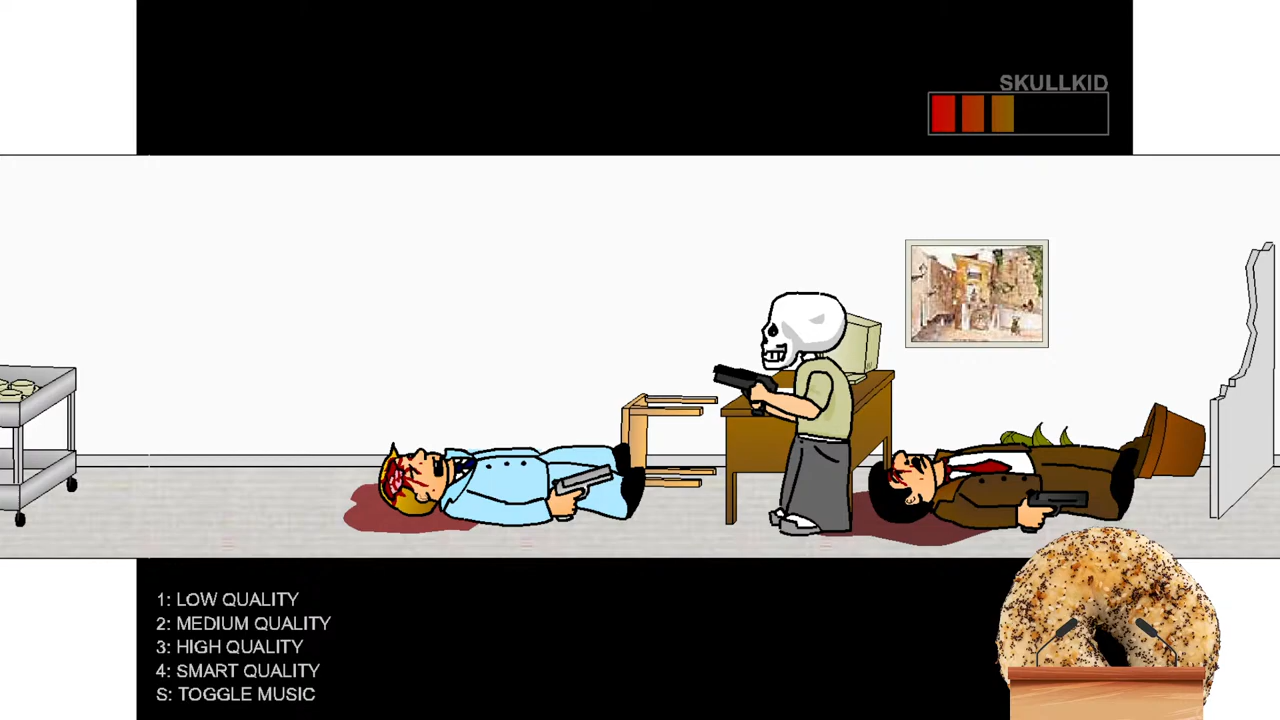 SKULLKID
1: LOW QUALITY
2: MEDIUM QUALITY
3: HIGH QUALITY
4: SMART QUALITY
S: TOGGLE MUSIC